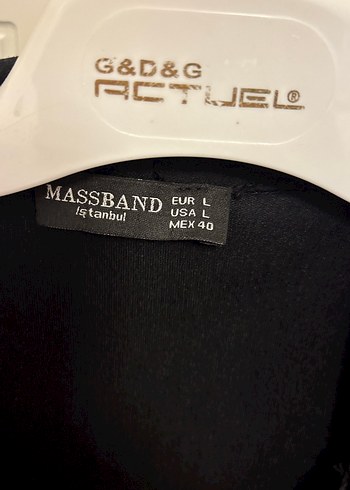 G&D&G
ACTUEL®
MASSBAND
İstanbul
EUR L
USA L
MEX 40